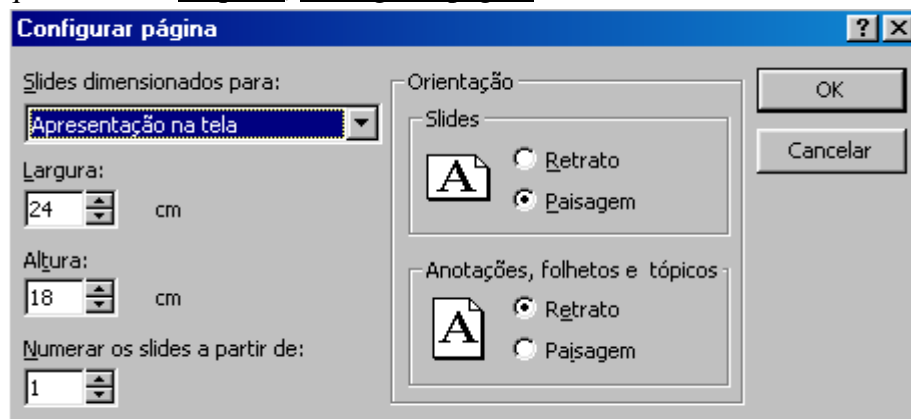 Configurar página
Slides dimensionados para:
Apresentação na tela
Largura:
24 cm
Altura:
18 cm
Numerar os slides a partir de:
1
Orientação
Slides
A
Retrato
Paisagem
Anotações, folhetos e tópicos
A
Retrato
Paisagem
OK
Cancelar